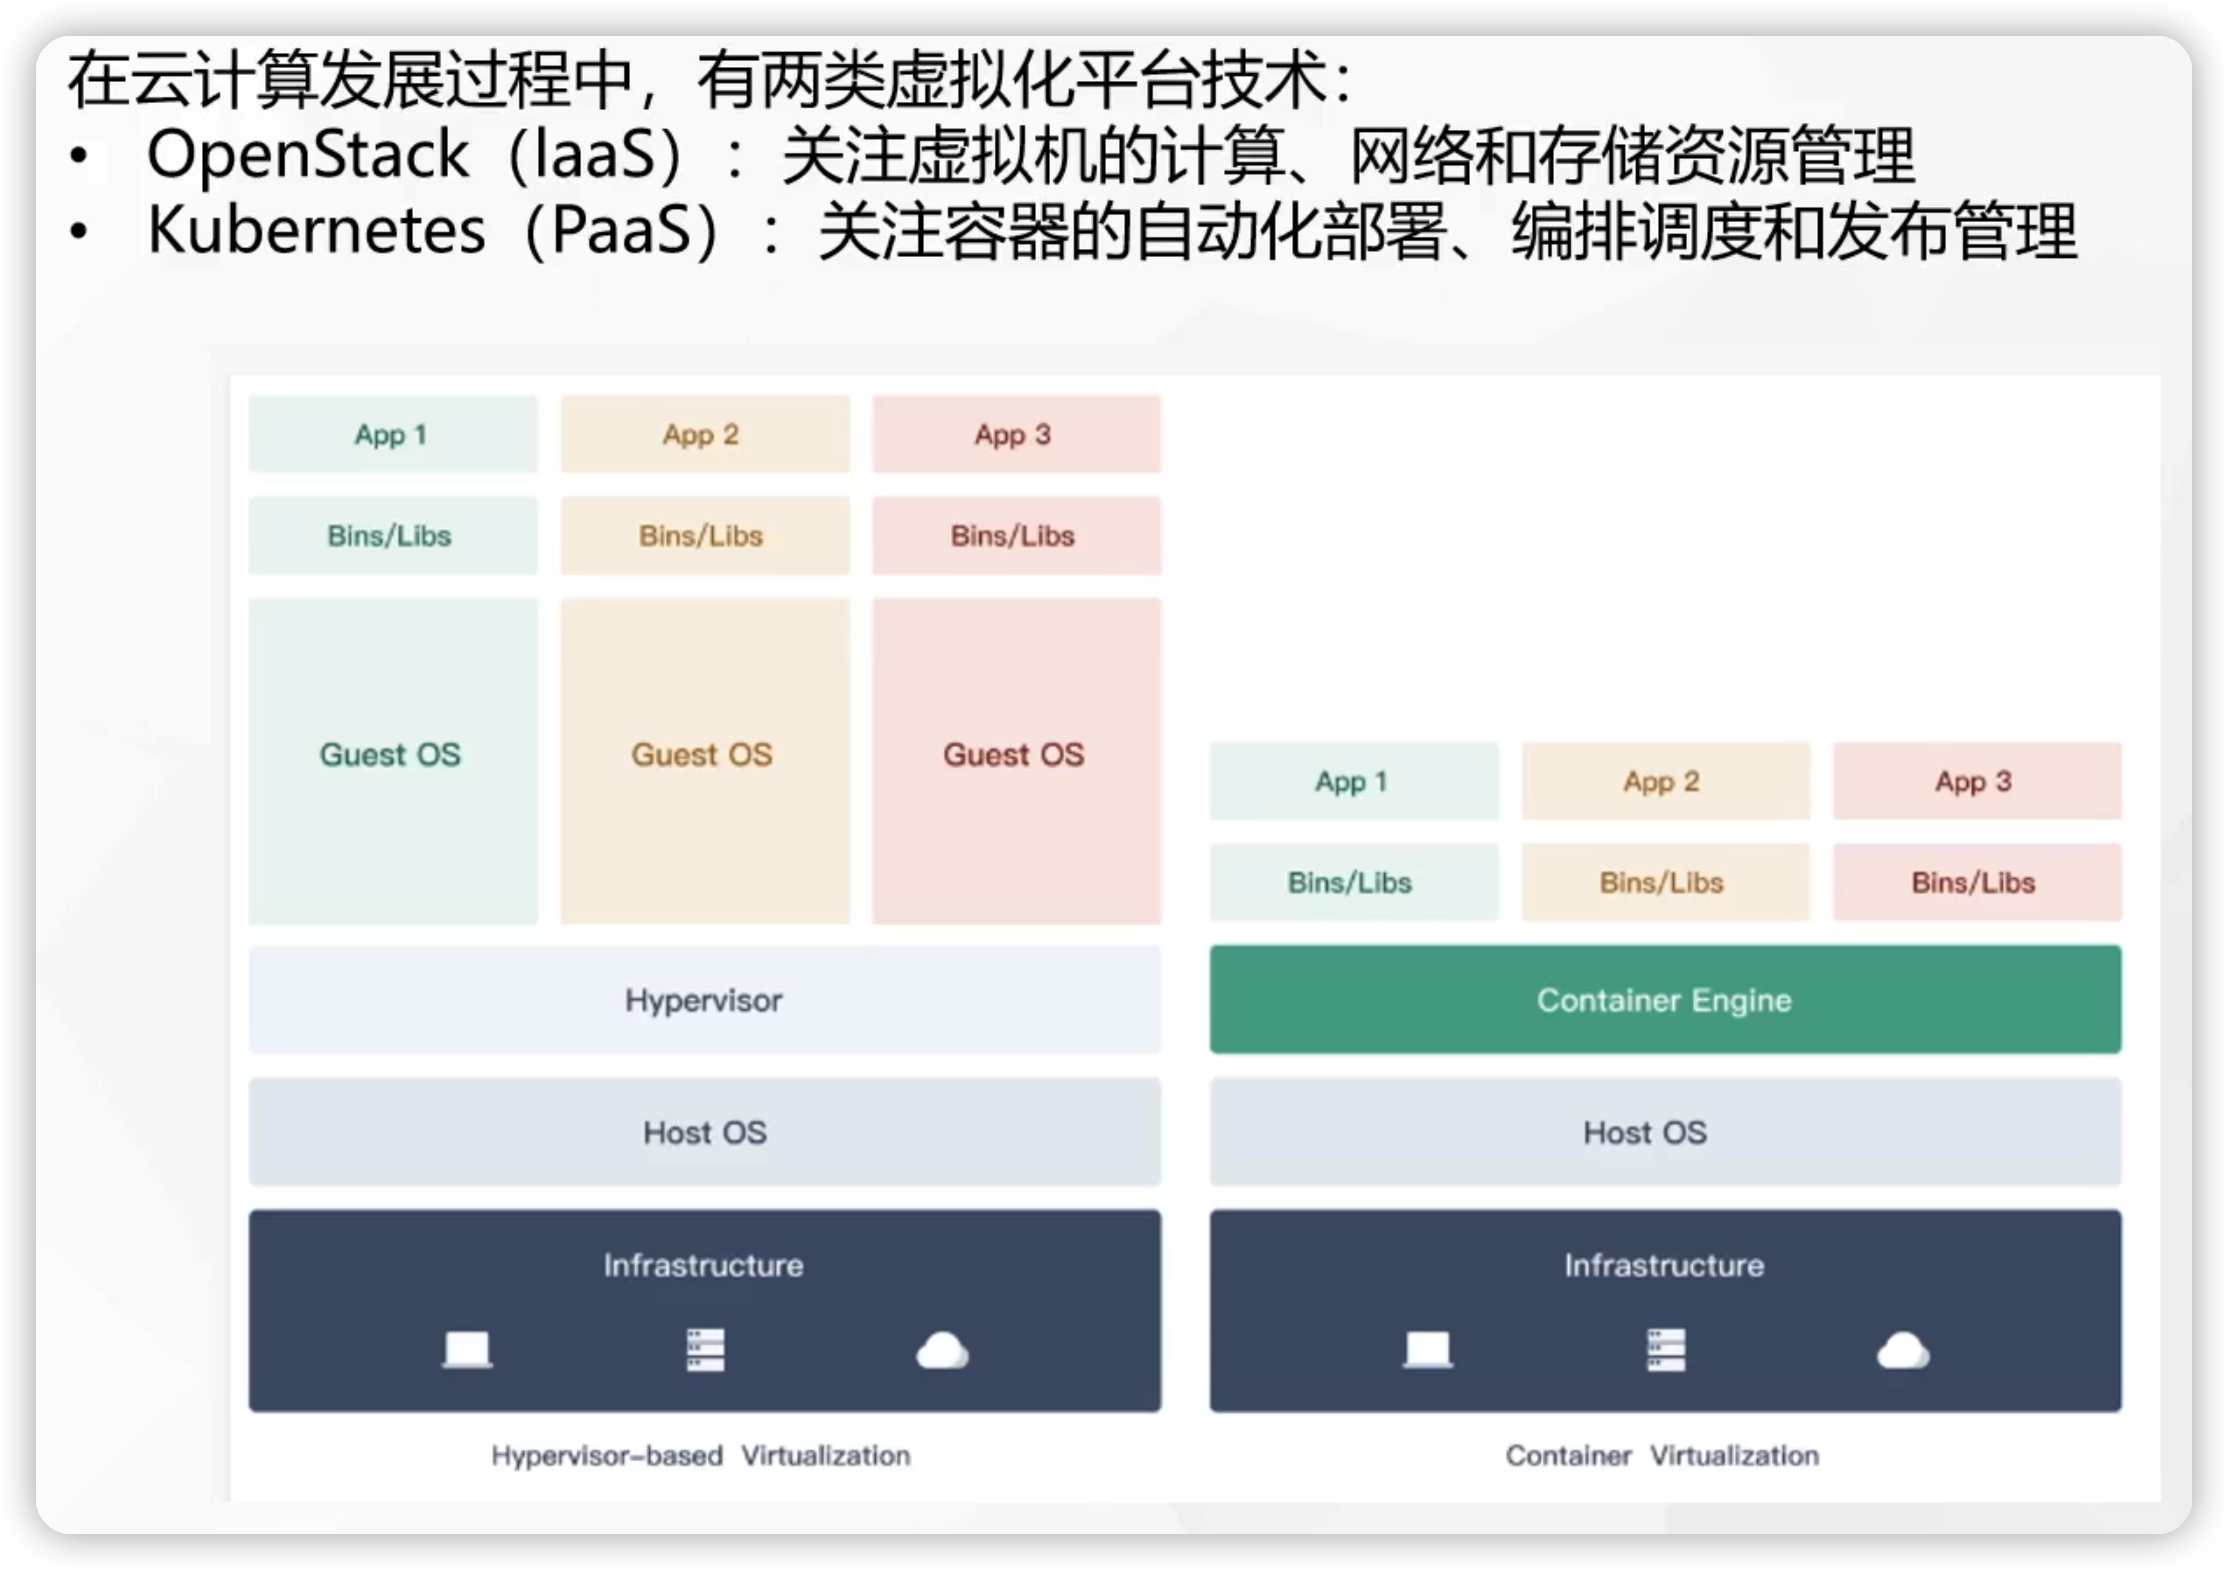 在云计算发展过程中，有两类虚拟化平台技术：
• OpenStack（IaaS）：关注虚拟机的计算、网络和存储资源管理
• Kubernetes（PaaS）：关注容器的自动化部署、编排调度和发布管理
App 1 App 2 App 3
Bins/Libs Bins/Libs Bins/Libs
Guest OS Guest OS Guest OS
Hypervisor
Host OS
Infrastructure
Hypervisor-based Virtualization
App 1 App 2 App 3
Bins/Libs Bins/Libs Bins/Libs
Container Engine
Host OS
Infrastructure
Container Virtualization